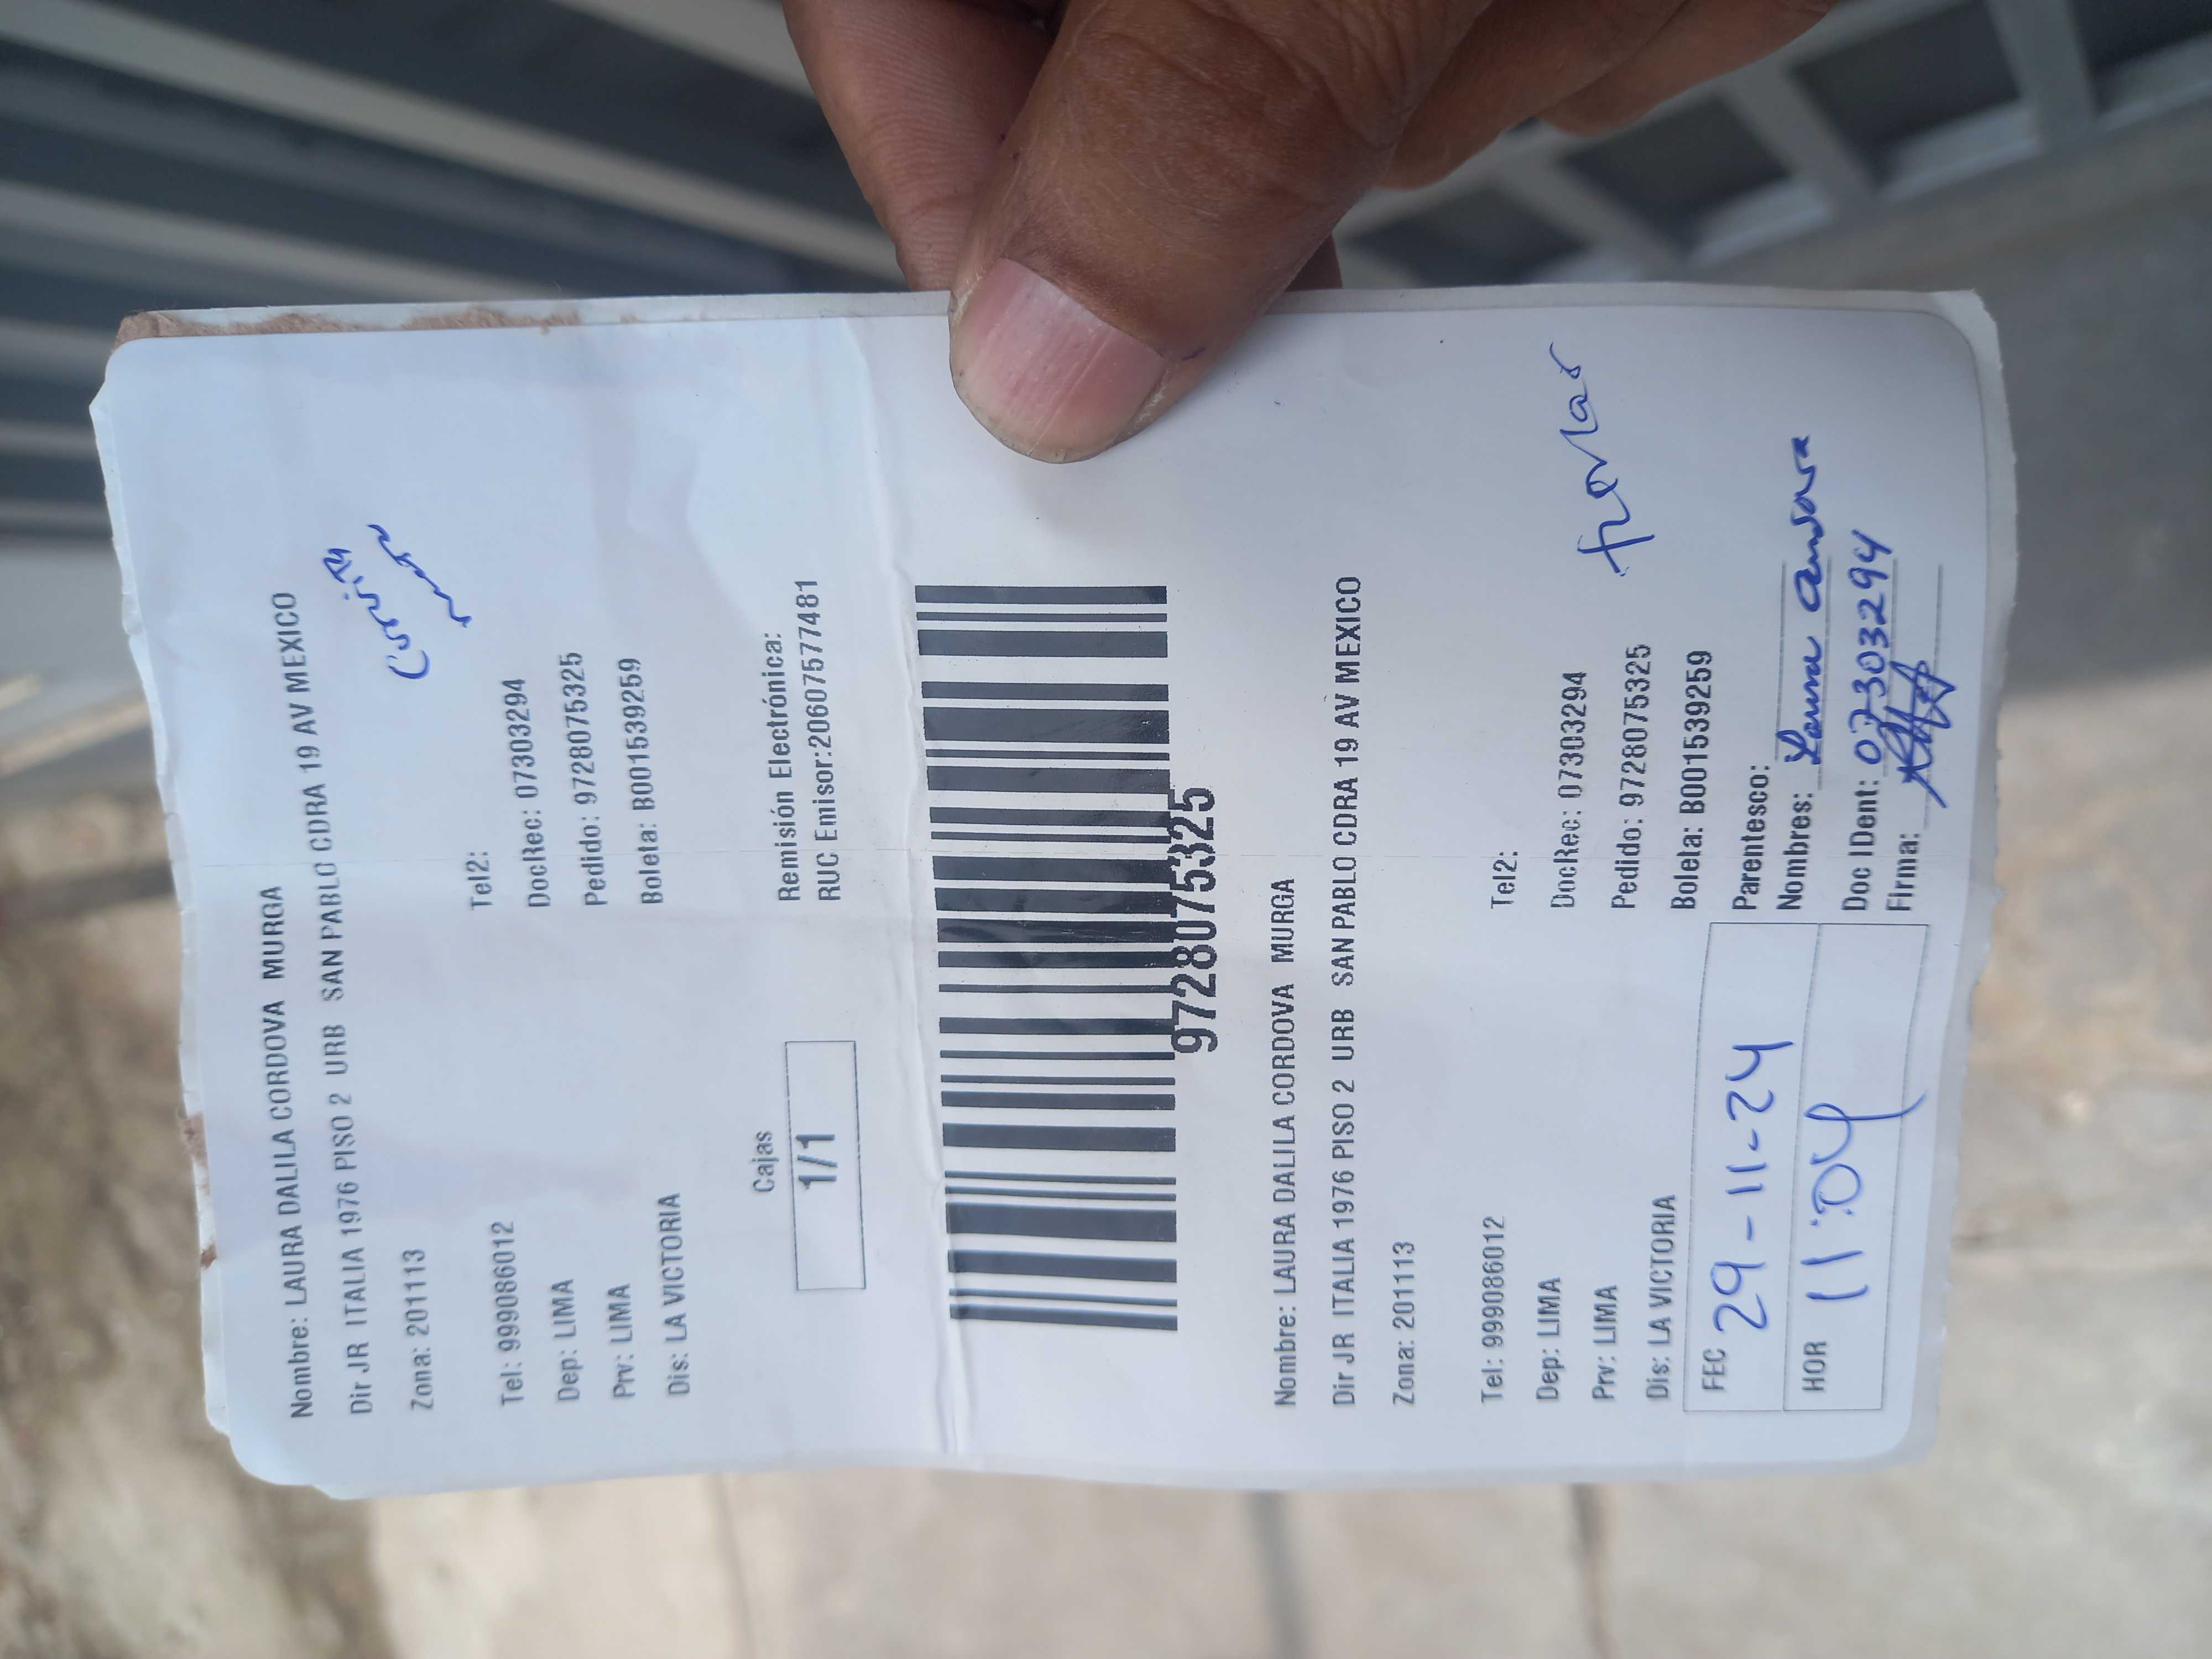 Nombre: LAURA DALILA CORDOVA MURGA
Dir JR ITALIA 1976 PISO 2 URB SAN PABLO CDRA 19 AV MEXICO
Zona: 201113
Tel: 999086012 Tel2:
Dep: LIMA DocRec: 07303294
Prv: LIMA Pedido: 9728075325
Dis: LA VICTORIA Boleta: B001539259
Cajas Remisión Electrónica:
1/1 RUC Emisor:20607577481
9728075325
Nombre: LAURA DALILA CORDOVA MURGA
Dir JR ITALIA 1976 PISO 2 URB SAN PABLO CDRA 19 AV MEXICO
Zona: 201113
Tel: 999086012 Tel2:
Dep: LIMA DocRec: 07303294
Prv: LIMA Pedido: 9728075325
Dis: LA VICTORIA Boleta: B001539259
FEC 29-11-24 Parentesco:
Nombres: Laura
HOR 11:04 Doc IDent: 07303294
Firma: